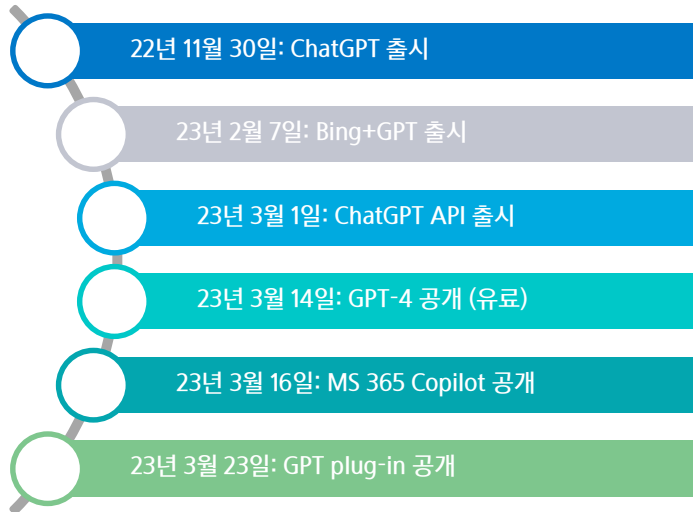 22년 11월 30일: ChatGPT 출시
23년 2월 7일: Bing+GPT 출시
23년 3월 1일: ChatGPT API 출시
23년 3월 14일: GPT-4 공개 (유료)
23년 3월 16일: MS 365 Copilot 공개
23년 3월 23일: GPT plug-in 공개